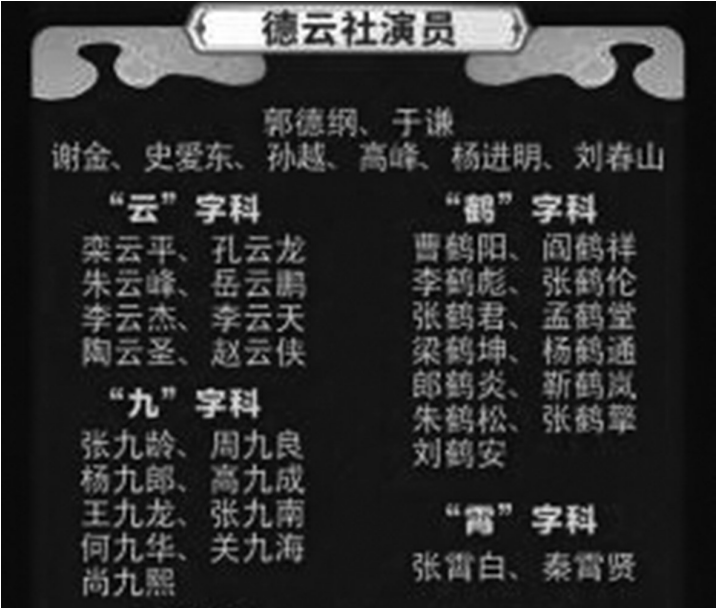 德云社演员
郭德纲、于谦
谢金、史爱东、孙越、高峰、杨进明、刘春山
“云”字科
栾云平、孔云龙
朱云峰、岳云鹏
李云杰、李云天
陶云圣、赵云侠
“九”字科
张九龄、周九良
杨九郎、高九成
王九龙、张九南
何九华、关九海
尚九熙
“鹤”字科
曹鹤阳、阎鹤祥
李鹤彪、张鹤伦
张鹤君、孟鹤堂
梁鹤坤、杨鹤通
郎鹤炎、靳鹤岚
朱鹤松、张鹤擎
刘鹤安
“霄”字科
张霄白、秦霄贤